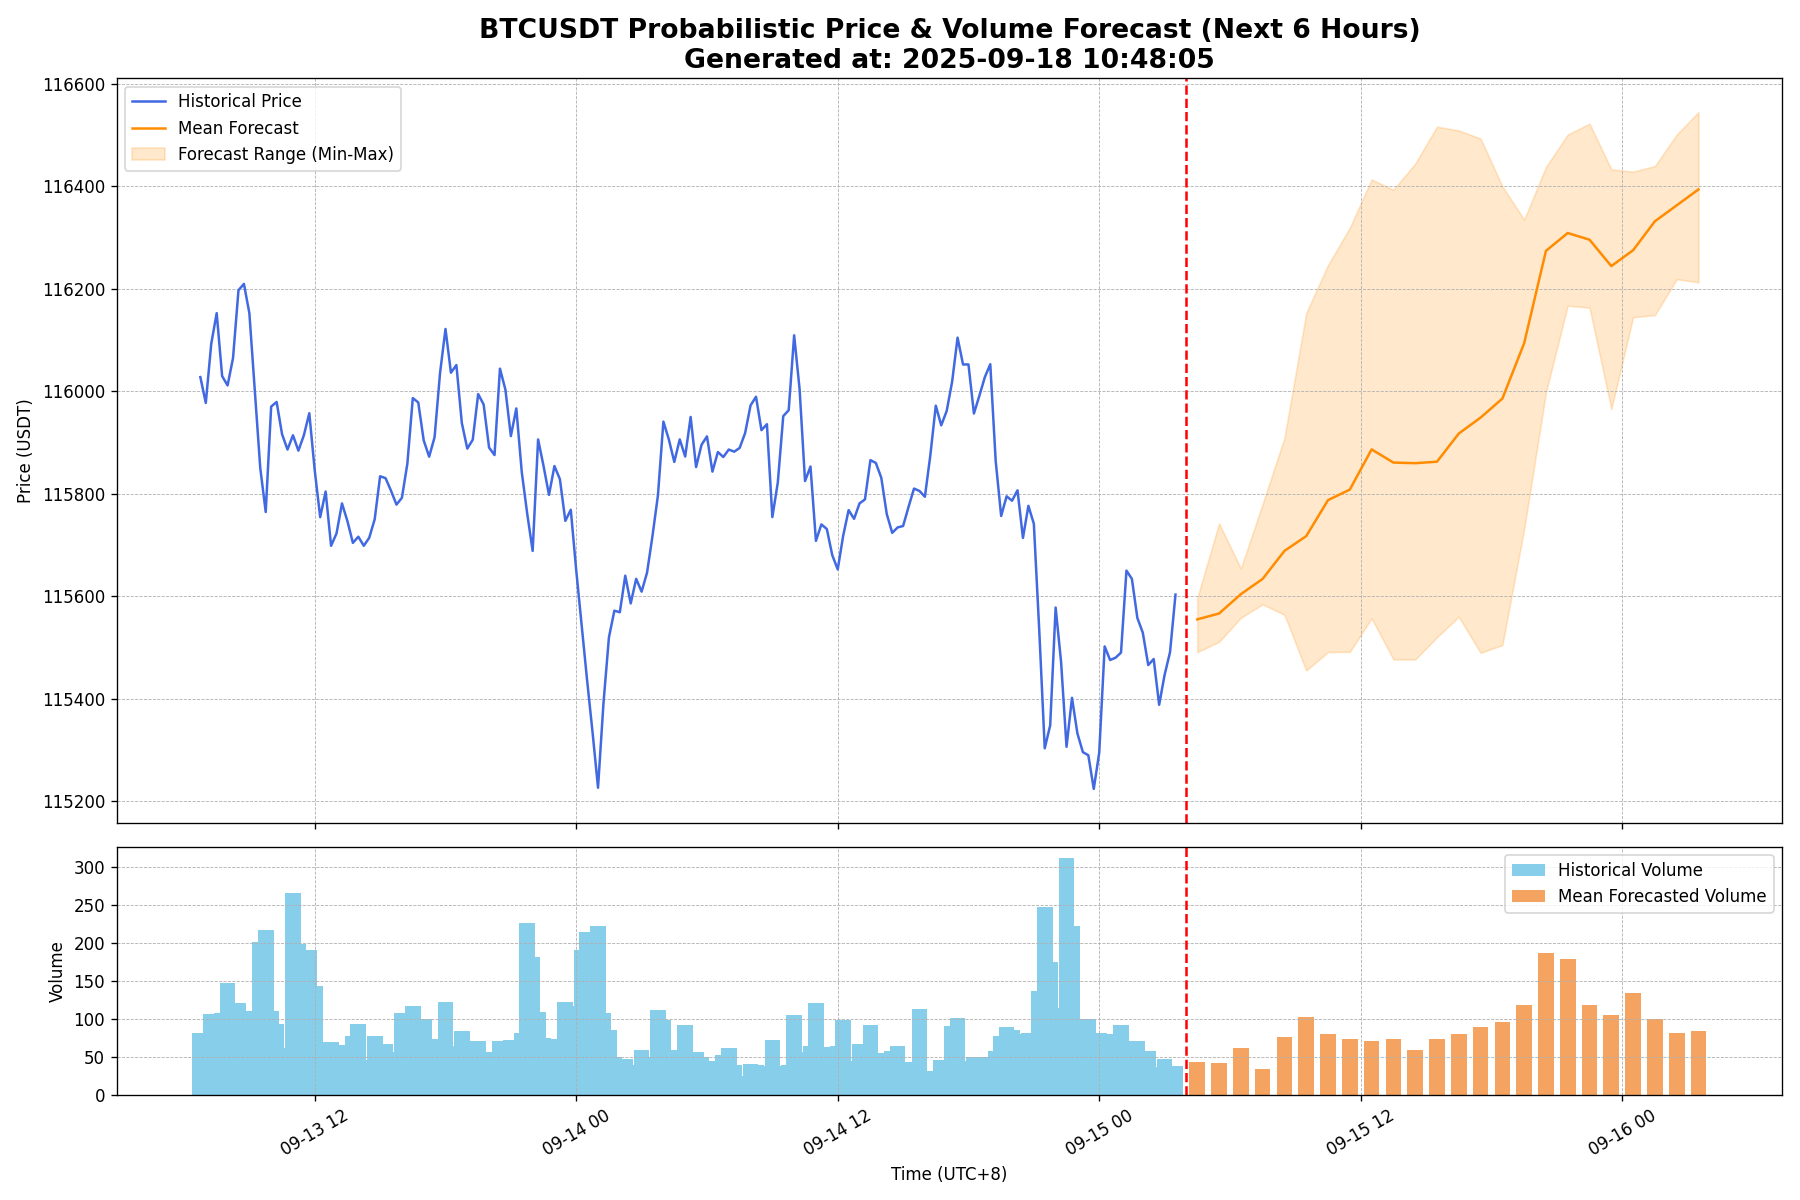 BTCUSDT Probabilistic Price & Volume Forecast (Next 6 Hours)
Generated at: 2025-09-18 10:48:05
Historical Price
Mean Forecast
Forecast Range (Min-Max)
Price (USDT)
116600
116400
116200
116000
115800
115600
115400
115200
Historical Volume
Mean Forecasted Volume
Volume
300
250
200
150
100
50
0
09-13 12
09-14 00
09-14 12
09-15 00
09-15 12
09-16 00
Time (UTC+8)